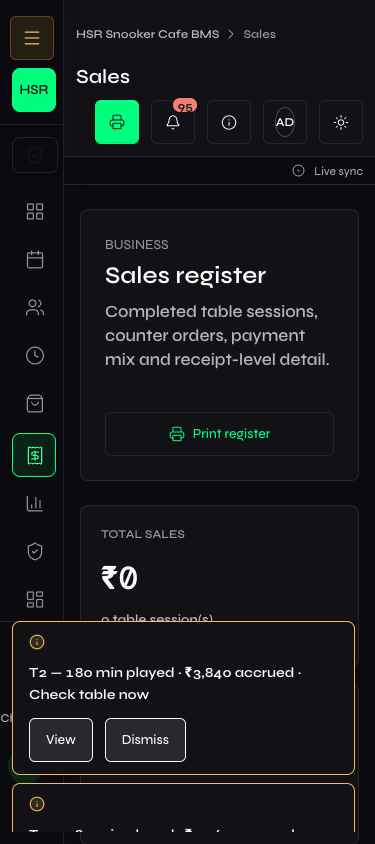 HSR Snooker Cafe BMS > Sales
HSR
Sales
95
AD
Live sync
BUSINESS
Sales register
Completed table sessions,
counter orders, payment
mix and receipt-level detail.
Print register
TOTAL SALES
₹0
0 table session(s)
T2 — 180 min played · ₹3,840 accrued ·
Check table now
View
Dismiss